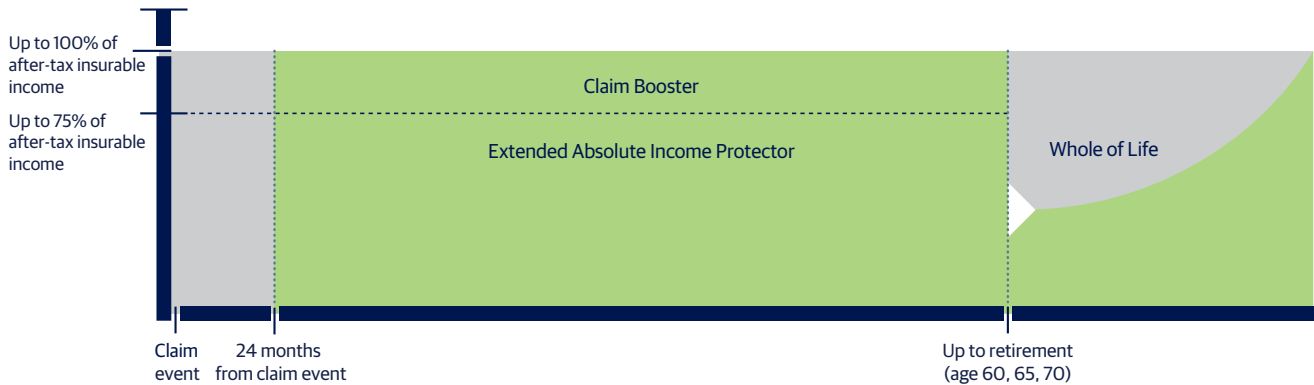 Up to 100% of
after-tax insurable
income
Claim Booster
Up to 75% of
after-tax insurable
income
Extended Absolute Income Protector
Whole of Life
Claim
event
24 months
from claim event
Up to retirement
(age 60, 65, 70)